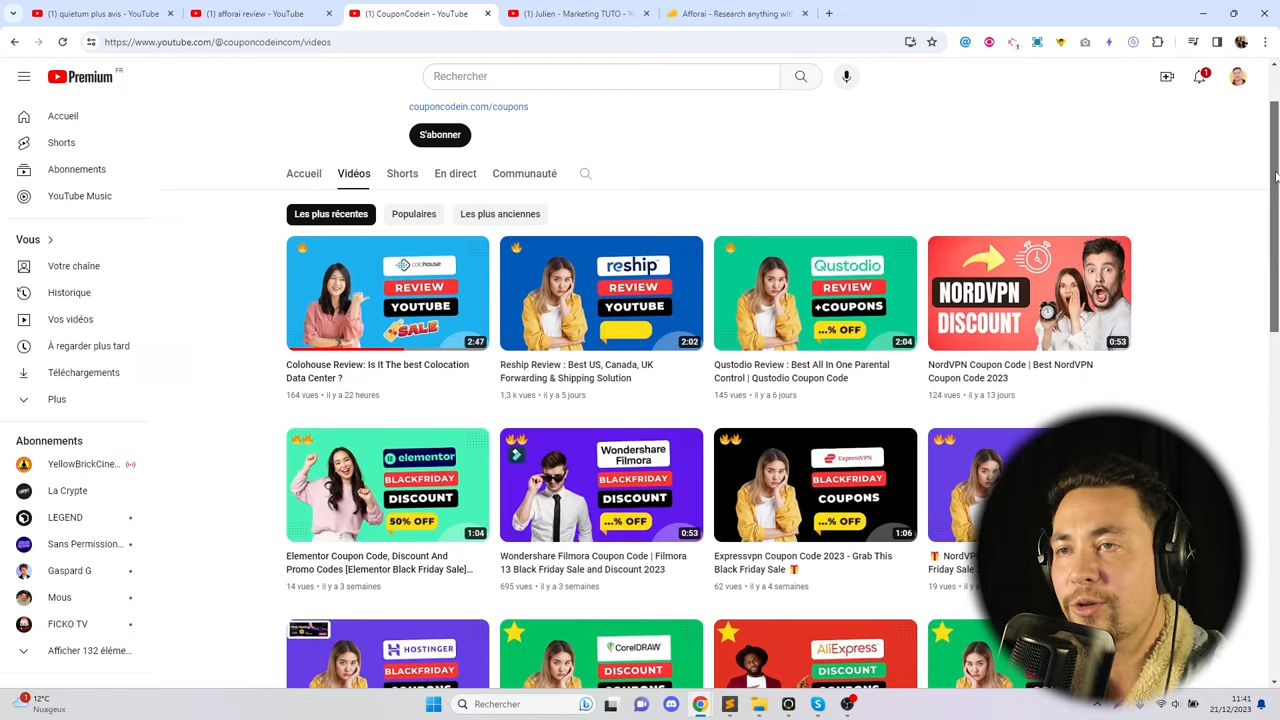 (1) coupon plus avis - YouTube
(1) afforai review - YouTube
(1) CouponCodeIn - YouTube
Julien - Marketing TUTO - 
Afforai - Research anything wit
https://www.youtube.com/@couponcodeincom/videos
Premium FR
Rechercher
1
couponcodein.com/coupons
S'abonner
Accueil
Shorts
Abonnements
YouTube Music
Vous
Votre chaîne
Historique
Vos vidéos
À regarder plus tard
Téléchargements
Plus
Abonnements
YellowBrickCine...
La Crypte
LEGEND
Sans Permission...
Gaspard G
Mous
FICKO TV
Afficher 132 éléme...
Accueil Vidéos Shorts En direct Communauté
Les plus récentes Populaires Les plus anciennes
colohouse
REVIEW
YOUTUBE
SALE
2:47
Colohouse Review: Is It The best Colocation
Data Center ?
164 vues • il y a 22 heures
reship
REVIEW
YOUTUBE
2:02
Reship Review : Best US, Canada, UK
Forwarding & Shipping Solution
1,3 k vues • il y a 5 jours
Qustodio
REVIEW
+COUPONS
...% OFF
2:04
Qustodio Review : Best All In One Parental
Control | Qustodio Coupon Code
145 vues • il y a 6 jours
NORDVPN
DISCOUNT
0:53
NordVPN Coupon Code | Best NordVPN
Coupon Code 2023
124 vues • il y a 13 jours
elementor
BLACKFRIDAY
DISCOUNT
50% OFF
1:04
Elementor Coupon Code, Discount And
Promo Codes [Elementor Black Friday Sale]...
14 vues • il y a 3 semaines
Wondershare
Filmora
BLACKFRIDAY
DISCOUNT
...% OFF
0:53
Wondershare Filmora Coupon Code | Filmora
13 Black Friday Sale and Discount 2023
695 vues • il y a 3 semaines
ExpressVPN
BLACKFRIDAY
COUPONS
...% OFF
1:06
Expressvpn Coupon Code 2023 - Grab This
Black Friday Sale
62 vues • il y a 4 semaines
NordVP
Friday Sale
19 vues • il y a
HOSTINGER
BLACKFRIDAY
COUPONS
CorelDRAW
DISCOUNT
COUPONS
AliExpress
DISCOUNT
COUPONS
1
12°C
Nuageux
Rechercher
11:41
21/12/2023